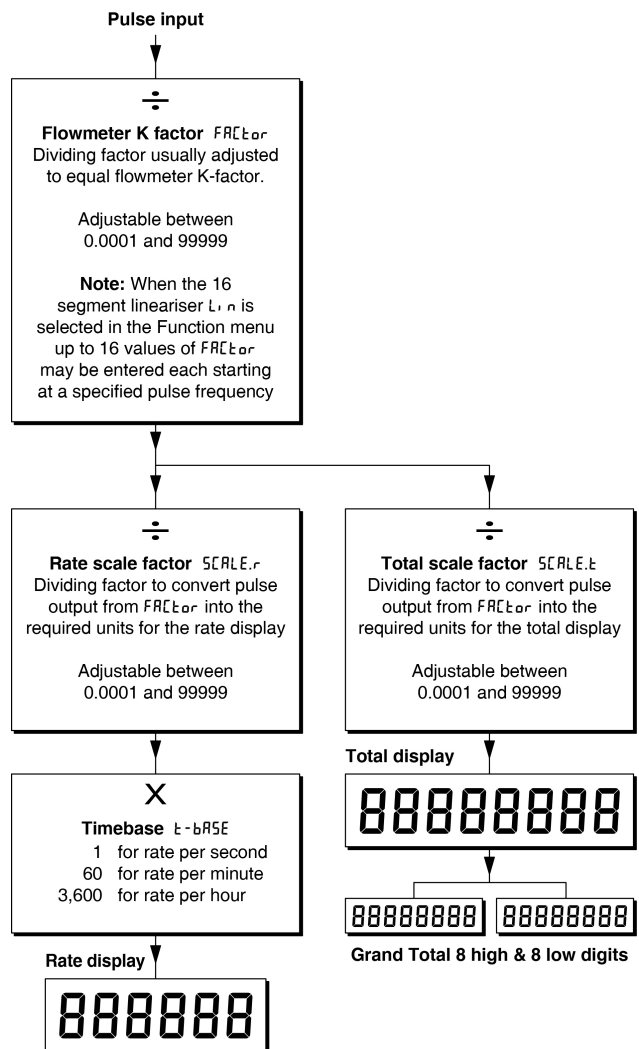 Pulse input
÷
Flowmeter K factor FACtor
Dividing factor usually adjusted
to equal flowmeter K-factor.
Adjustable between
0.0001 and 99999
Note: When the 16
segment lineariser Lin is
selected in the Function menu
up to 16 values of FACtor
may be entered each starting
at a specified pulse frequency
÷
Rate scale factor SCALE.r
Dividing factor to convert pulse
output from FACtor into the
required units for the rate display
Adjustable between
0.0001 and 99999
÷
Total scale factor SCALE.t
Dividing factor to convert pulse
output from FACtor into the
required units for the total display
Adjustable between
0.0001 and 99999
X
Timebase t-bASE
1 for rate per second
60 for rate per minute
3,600 for rate per hour
Rate display
888888
Total display
88888888
88888888 88888888
Grand Total 8 high & 8 low digits